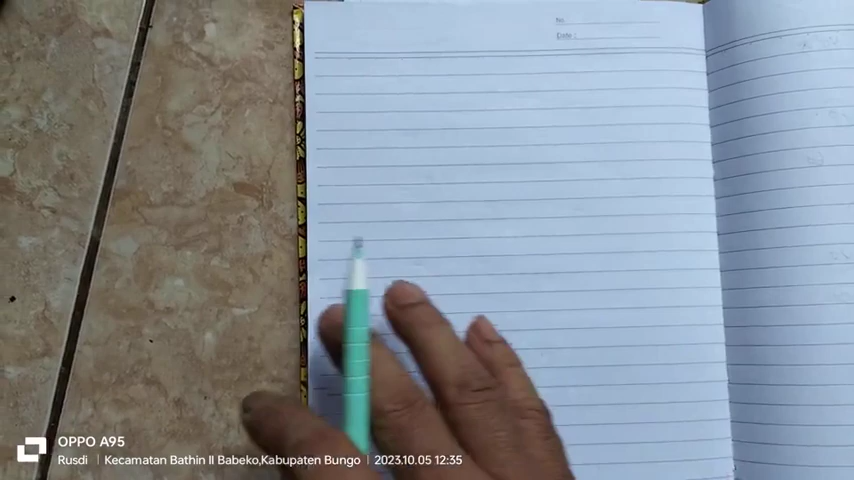 No.
Date :
OPPO A95
Rusdi | Kecamatan Bathin II Babeko,Kabupaten Bungo | 2023.10.05 12:35